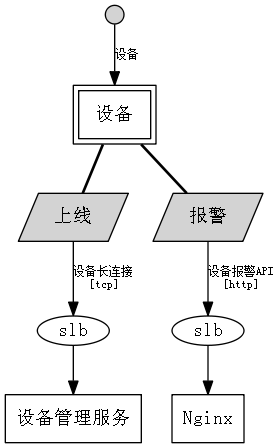 设备
设备
上线
报警
设备长连接
[tcp]
设备报警API
[http]
slb
slb
设备管理服务
Nginx